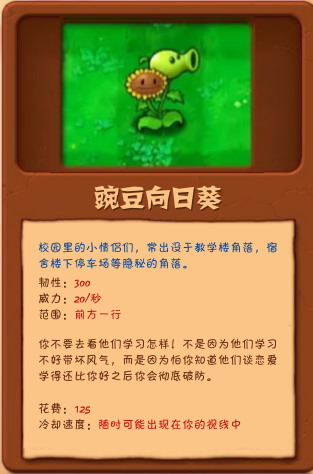 豌豆向日葵
校园里的小情侣们，常出没于教学楼角落，宿
舍楼下停车场等隐秘的角落。
韧性：300
威力：20/秒
范围：前方一行
你不要去看他们学习怎样！不是因为他们学习
不好带坏风气，而是因为怕你知道他们谈恋爱
学得还比你好之后你会彻底破防。
花费：125
冷却速度：随时可能出现在你的视线中